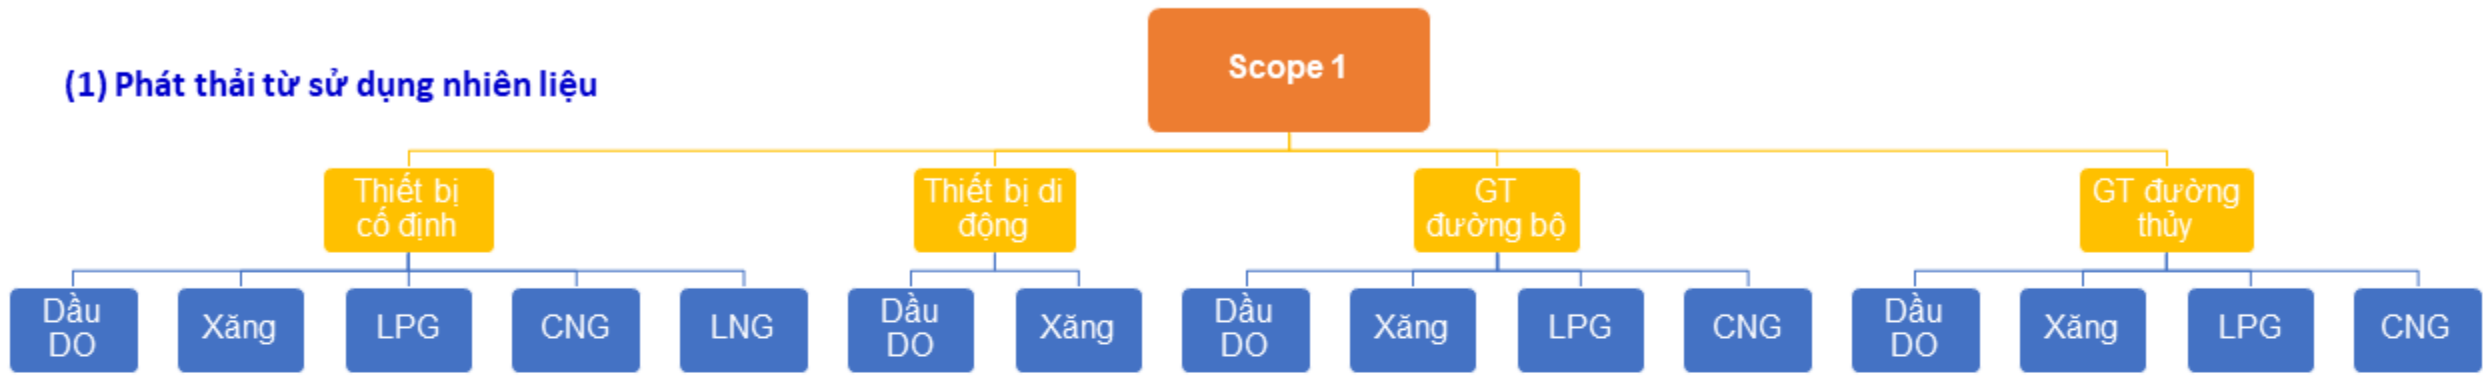 Scope 1
(1) Phát thải từ sử dụng nhiên liệu
Thiết bị
cố định
Thiết bị di
động
GT
đường bộ
GT đường
thủy
Dầu
DO
Xăng
LPG
CNG
LNG
Dầu
DO
Xăng
Dầu
DO
Xăng
LPG
CNG
Dầu
DO
Xăng
LPG
CNG